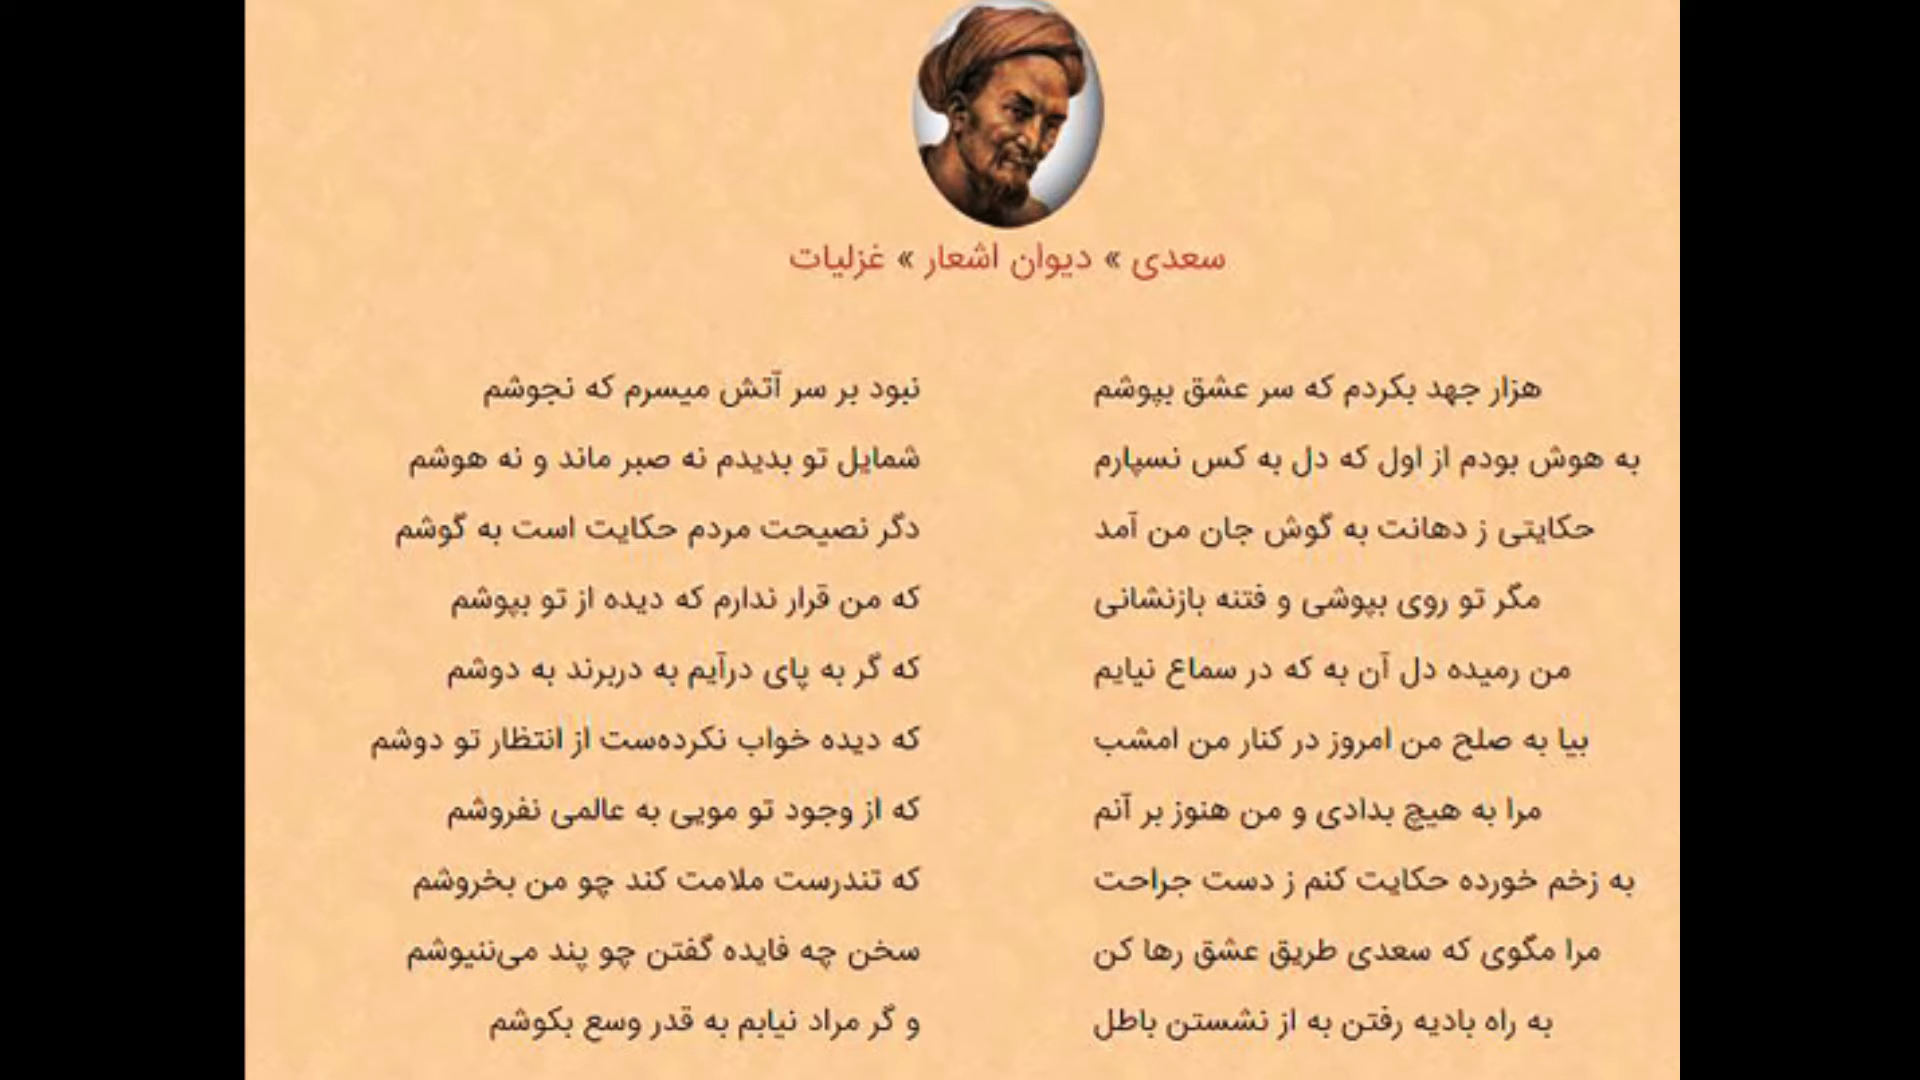 سعدی » دیوان اشعار » غزلیات
هزار جهد بکردم که سر عشق بپوشم نبود بر سر آتش میسرم که نجوشم
به هوش بودم از اول که دل به کس نسپارم شمایل تو بدیدم نه صبر ماند و نه هوشم
حکایتی ز دهانت به گوش جان من آمد دگر نصیحت مردم حکایت است به گوشم
مگر تو روی بپوشی و فتنه بازنشانی که من قرار ندارم که دیده از تو بپوشم
من رمیده دل آن به که در سماع نیایم که گر به پای درآیم به دربرند به دوشم
بیا به صلح من امروز در کنار من امشب که دیده خواب نکرده‌ست از انتظار تو دوشم
مرا به هیچ بدادی و من هنوز بر آنم که از وجود تو مویی به عالمی نفروشم
به زخم خورده حکایت کنم ز دست جراحت که تندرست ملامت کند چو من بخروشم
مرا مگوی که سعدی طریق عشق رها کن سخن چه فایده گفتن چو پند می‌ننیوشم
به راه بادیه رفتن به از نشستن باطل و گر مراد نیابم به قدر وسع بکوشم